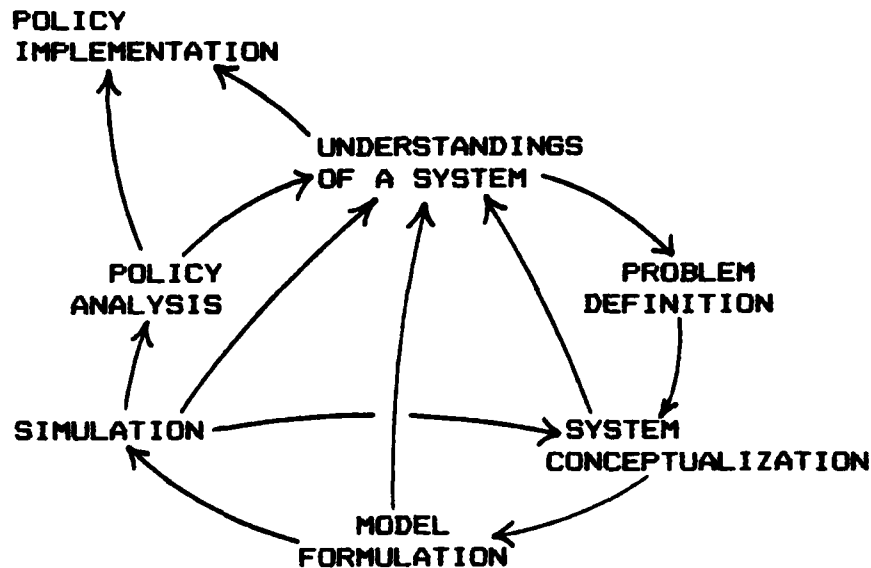 POLICY
IMPLEMENTATION
UNDERSTANDINGS
OF A SYSTEM
POLICY
ANALYSIS
PROBLEM
DEFINITION
SIMULATION
SYSTEM
CONCEPTUALIZATION
MODEL
FORMULATION